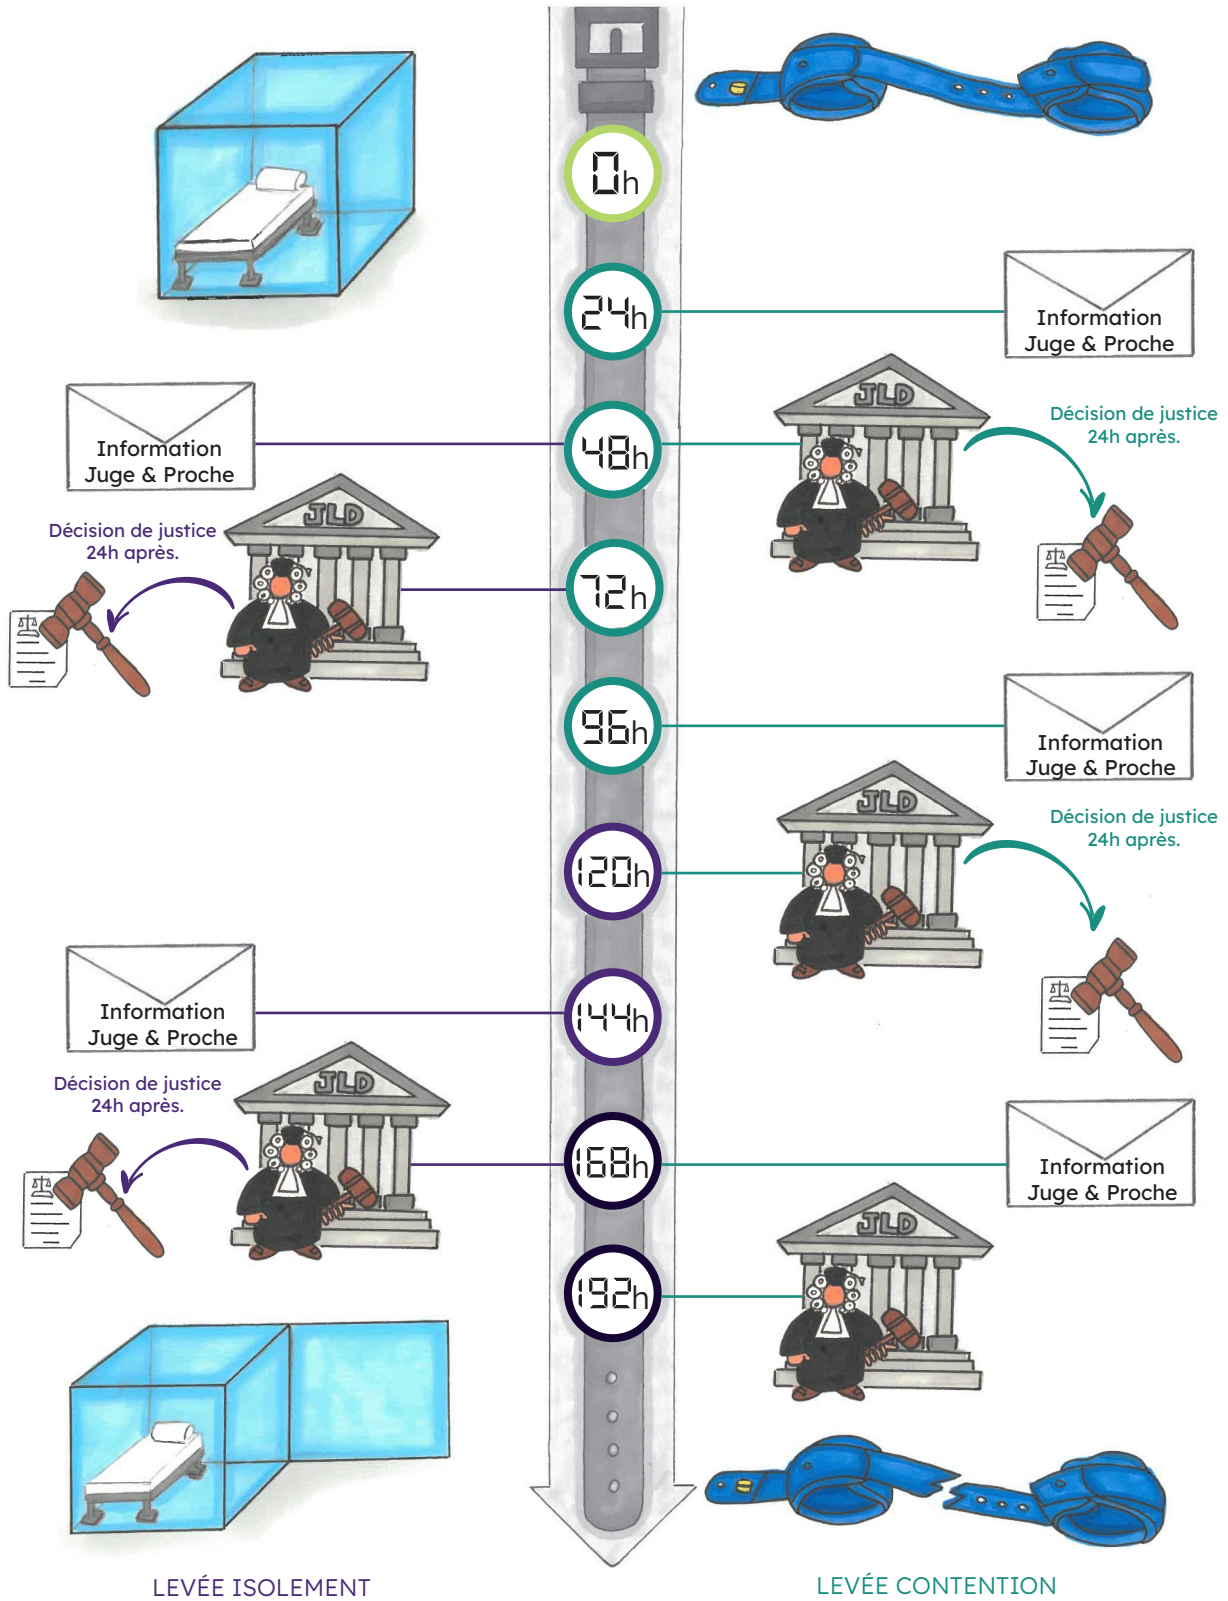 0h
24h
Information
Juge & Proche
JLD
Décision de justice
24h après.
48h
Information
Juge & Proche
JLD
Décision de justice
24h après.
72h
96h
Information
Juge & Proche
JLD
Décision de justice
24h après.
120h
144h
Information
Juge & Proche
JLD
Décision de justice
24h après.
168h
Information
Juge & Proche
JLD
192h
LEVÉE ISOLEMENT
LEVÉE CONTENTION